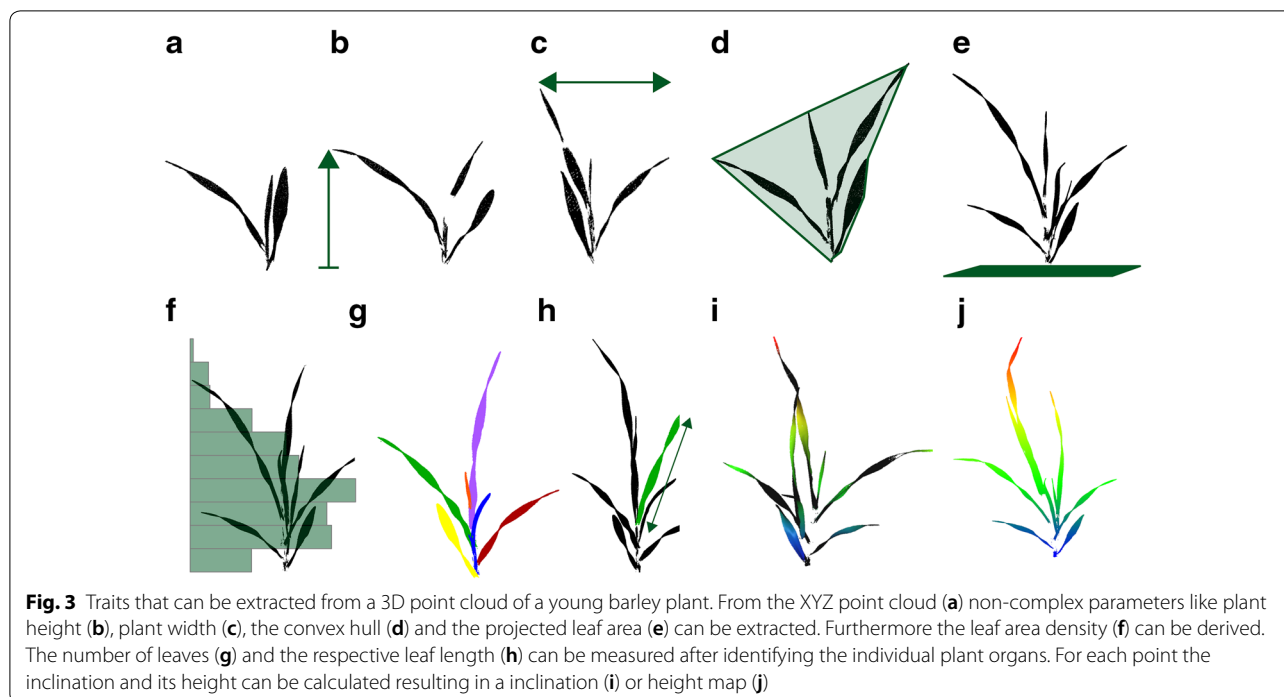 a b c d e
f g h i j
Fig. 3 Traits that can be extracted from a 3D point cloud of a young barley plant. From the XYZ point cloud (a) non-complex parameters like plant
height (b), plant width (c), the convex hull (d) and the projected leaf area (e) can be extracted. Furthermore the leaf area density (f) can be derived.
The number of leaves (g) and the respective leaf length (h) can be measured after identifying the individual plant organs. For each point the
inclination and its height can be calculated resulting in a inclination (i) or height map (j)